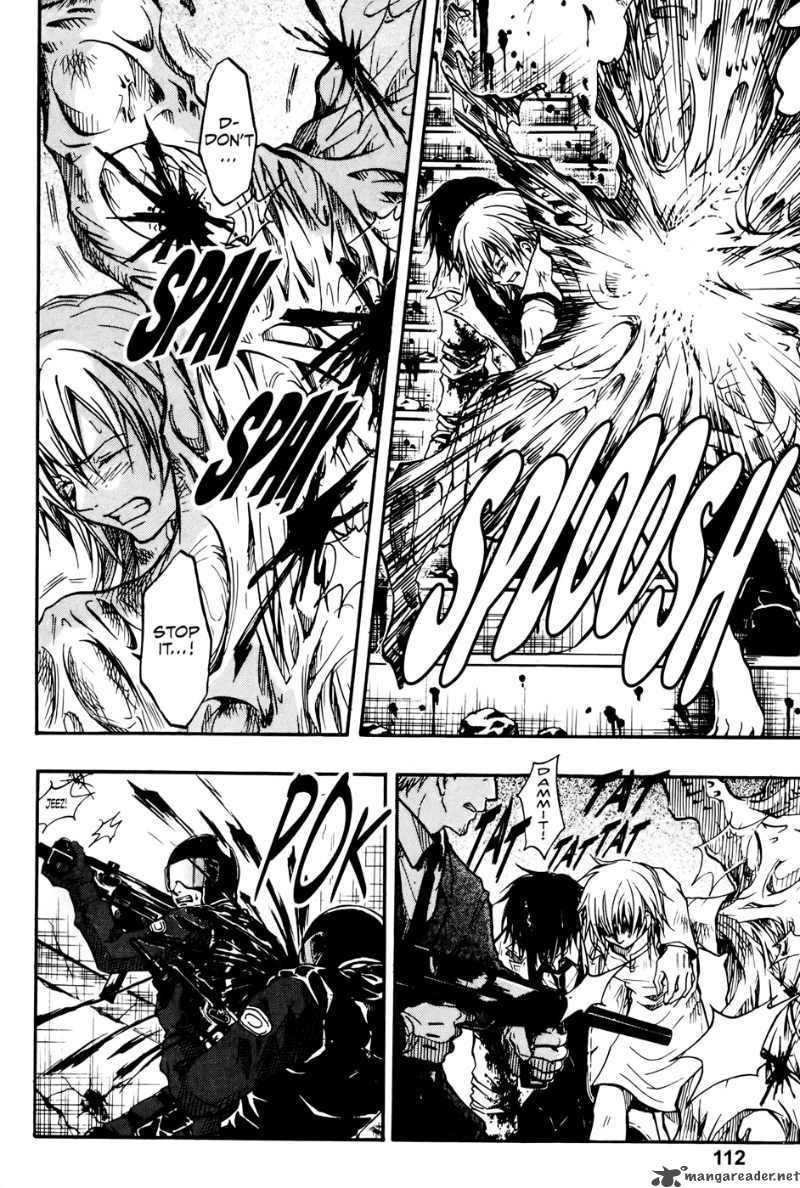 SPLOOSH
D-
DON'T
...
SPAK
SPAK
STOP
IT...!
DAMMIT!
TAT
TAT
TAT
TAT
POK
JEEZ!
112
mangareader.net